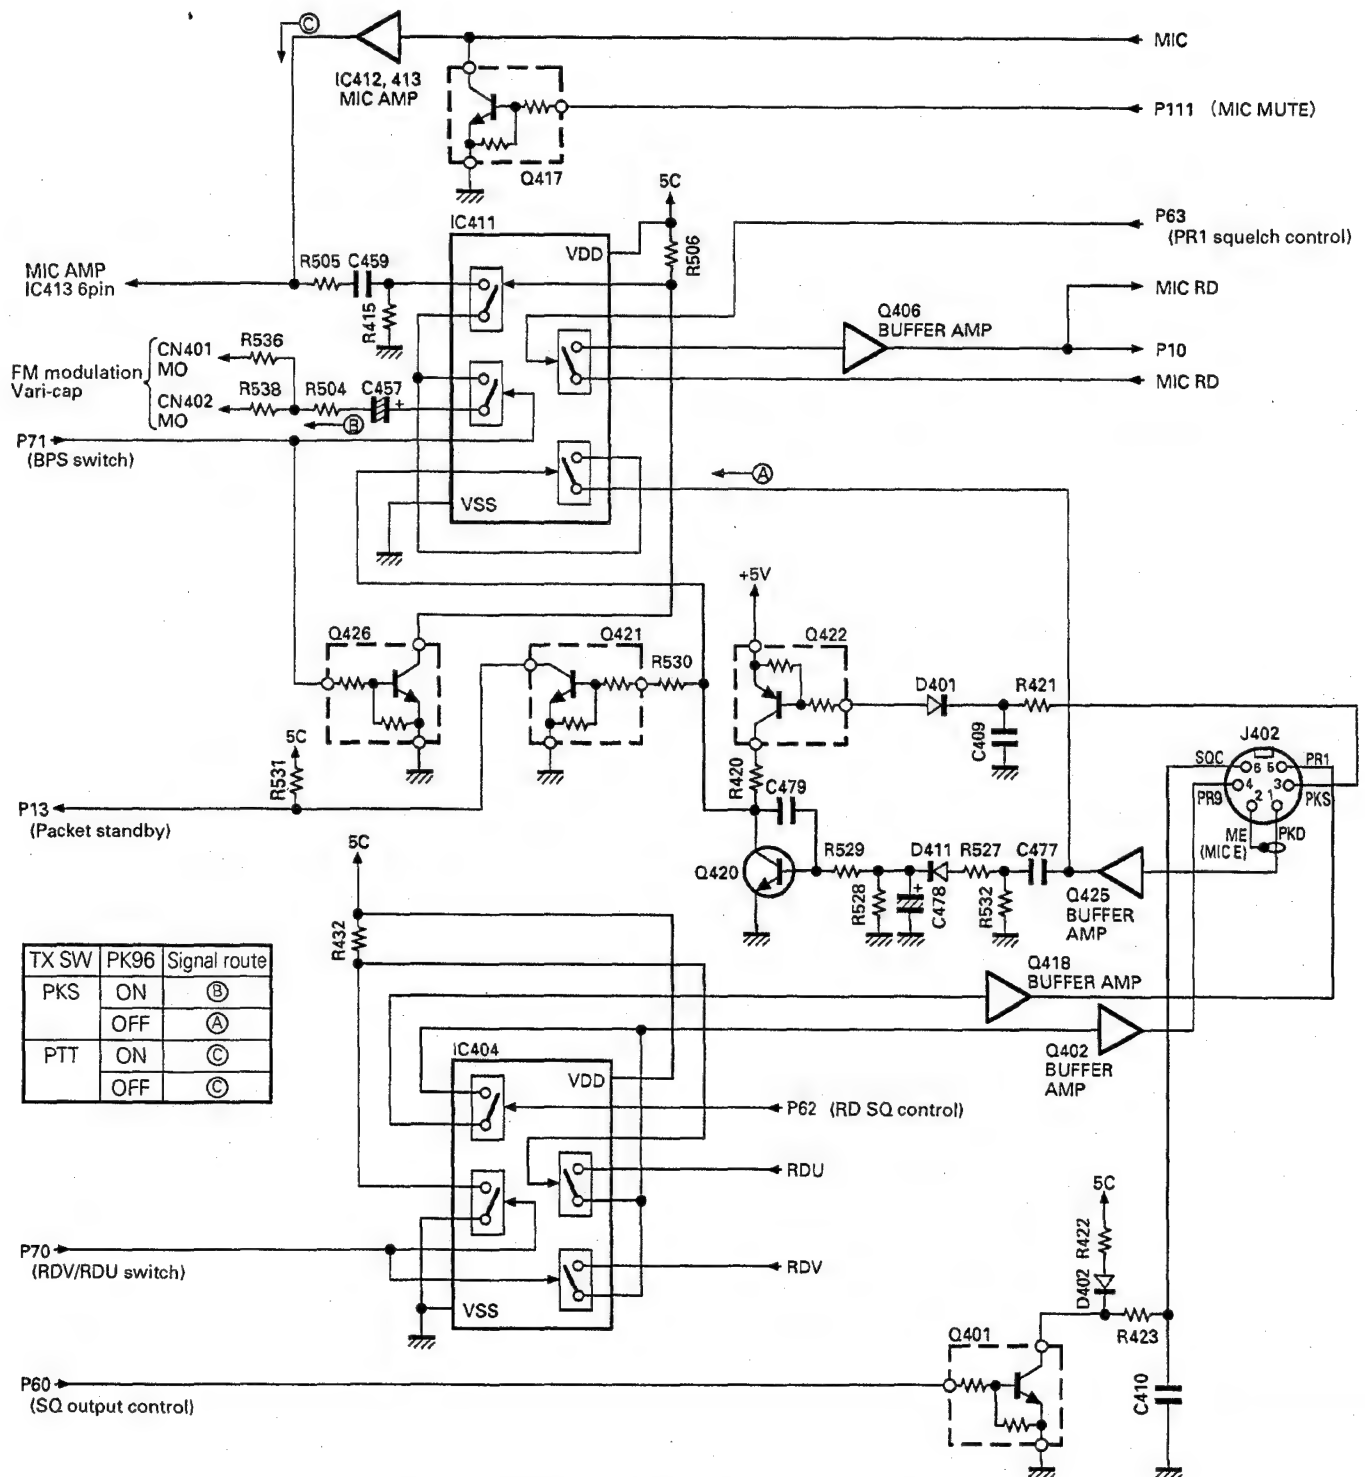 Ⓒ
MIC
IC412, 413
MIC AMP
P111 (MIC MUTE)
Q417
5C
IC411
P63
(PR1 squelch control)
VDD
R506
R505 C459
MIC AMP
IC413 6pin
R415
MIC RD
Q406
BUFFER AMP
R536
CN401
MO
P10
FM modulation
Vari-cap
R538 R504 C457
+
MIC RD
CN402
MO
Ⓑ
P71
(BPS switch)
Ⓐ
VSS
+5V
Q426
Q421
Q422
R530
D401 R421
J402
C409
5C
R531
R420
C479
SQC
6 5
PR1
4 3
PR9
2 1
PKS
P13
(Packet standby)
ME
(MIC E)
PKD
5C
Q420
R529
D411 R527 C477
R528
+
C478
R532
Q425
BUFFER
AMP
R432
TX SW PK96 Signal route
PKS ON Ⓑ
OFF Ⓐ
PTT ON Ⓒ
OFF Ⓒ
Q418
BUFFER AMP
Q402
BUFFER
AMP
IC404
VDD
P62 (RD SQ control)
RDU
5C
R422
P70
(RDV/RDU switch)
RDV
D402
VSS
R423
Q401
P60
(SQ output control)
C410